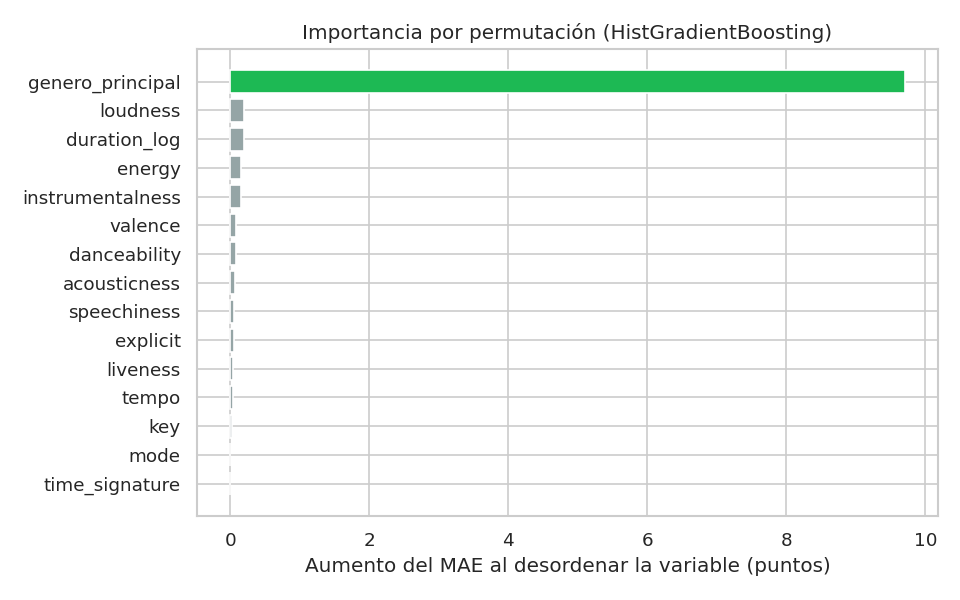 Importancia por permutación (HistGradientBoosting)
genero_principal
loudness
duration_log
energy
instrumentalness
valence
danceability
acousticness
speechiness
explicit
liveness
tempo
key
mode
time_signature
0 2 4 6 8 10
Aumento del MAE al desordenar la variable (puntos)